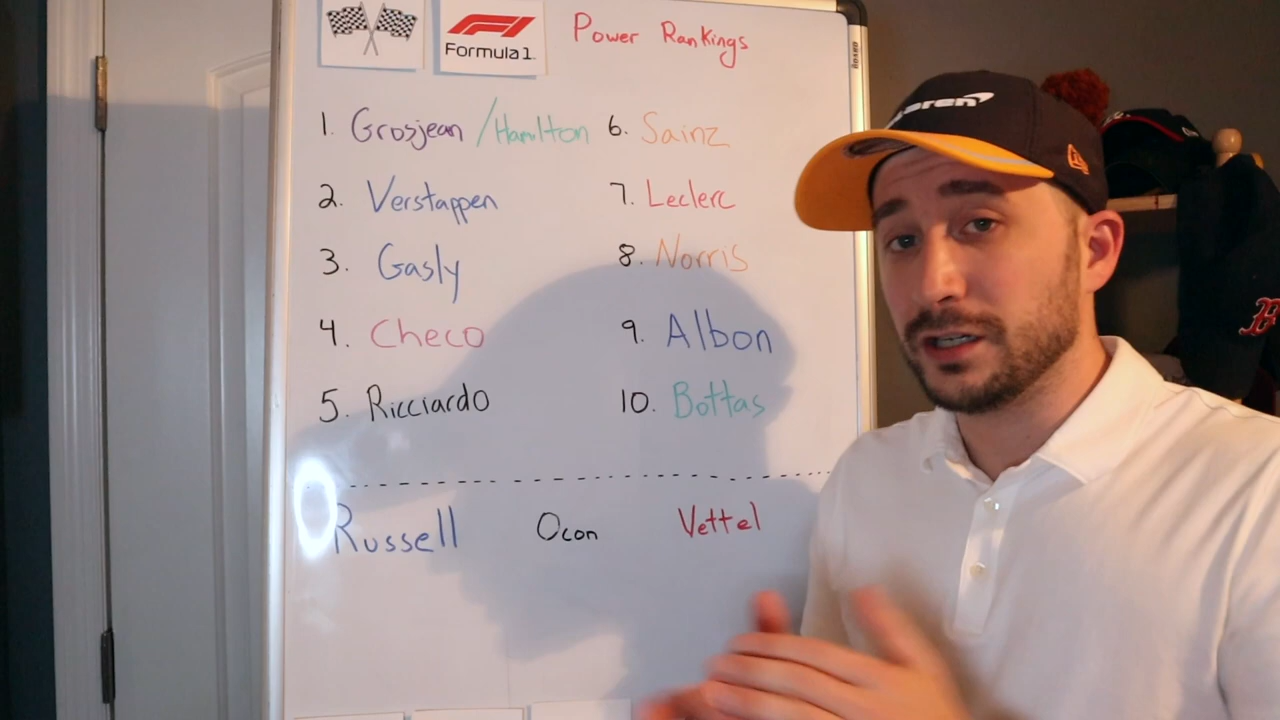 Formula 1
Power Rankings
1. Grosjean / Hamilton
2. Verstappen
3. Gasly
4. Checo
5. Ricciardo
6. Sainz
7. Leclerc
8. Norris
9. Albon
10. Bottas
Russell Ocon Vettel
B